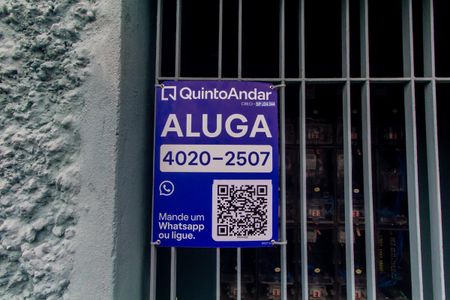 QuintoAndar
ALUGA
4020-2507
Mande um
Whatsapp
ou ligue.